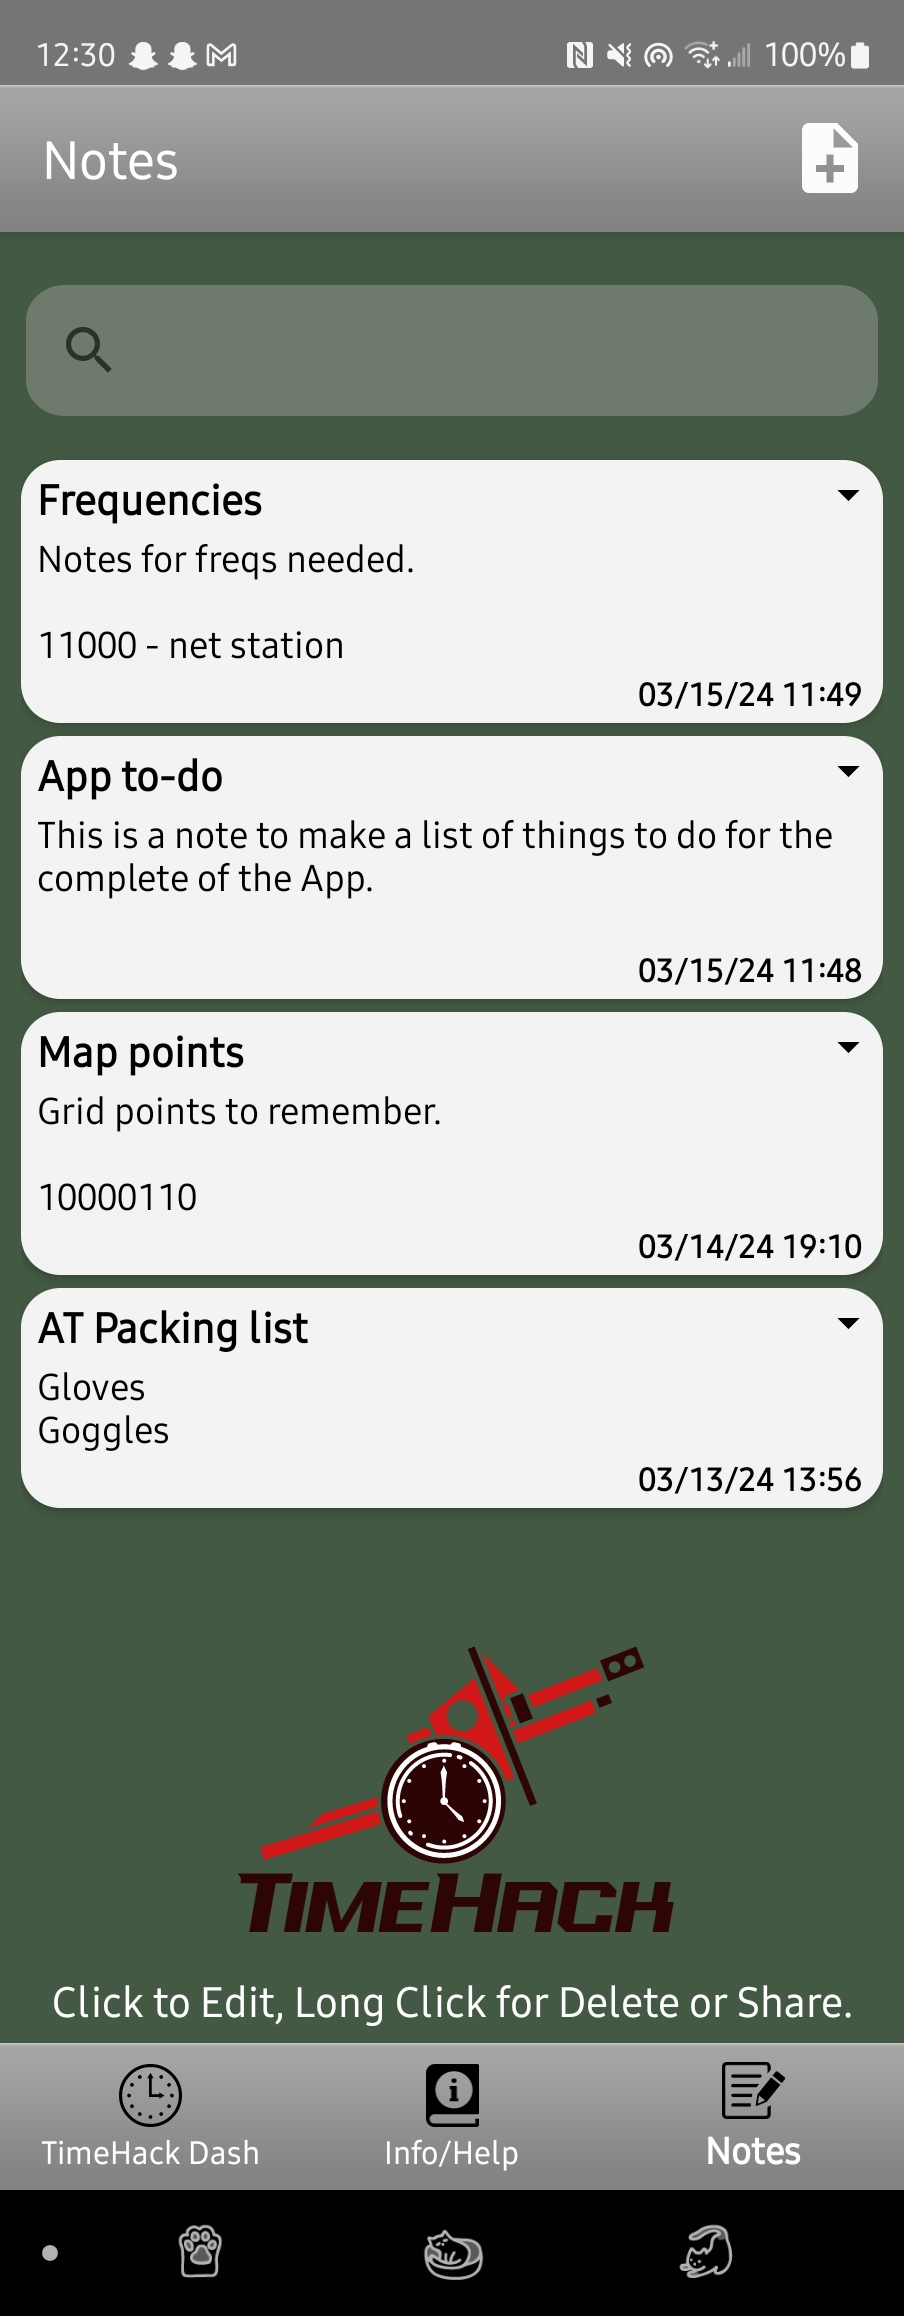 12:30
100%
Notes
Frequencies
Notes for freqs needed.
11000 - net station
03/15/24 11:49
App to-do
This is a note to make a list of things to do for the
complete of the App.
03/15/24 11:48
Map points
Grid points to remember.
10000110
03/14/24 19:10
AT Packing list
Gloves
Goggles
03/13/24 13:56
TIMEHACK
Click to Edit, Long Click for Delete or Share.
TimeHack Dash
Info/Help
Notes